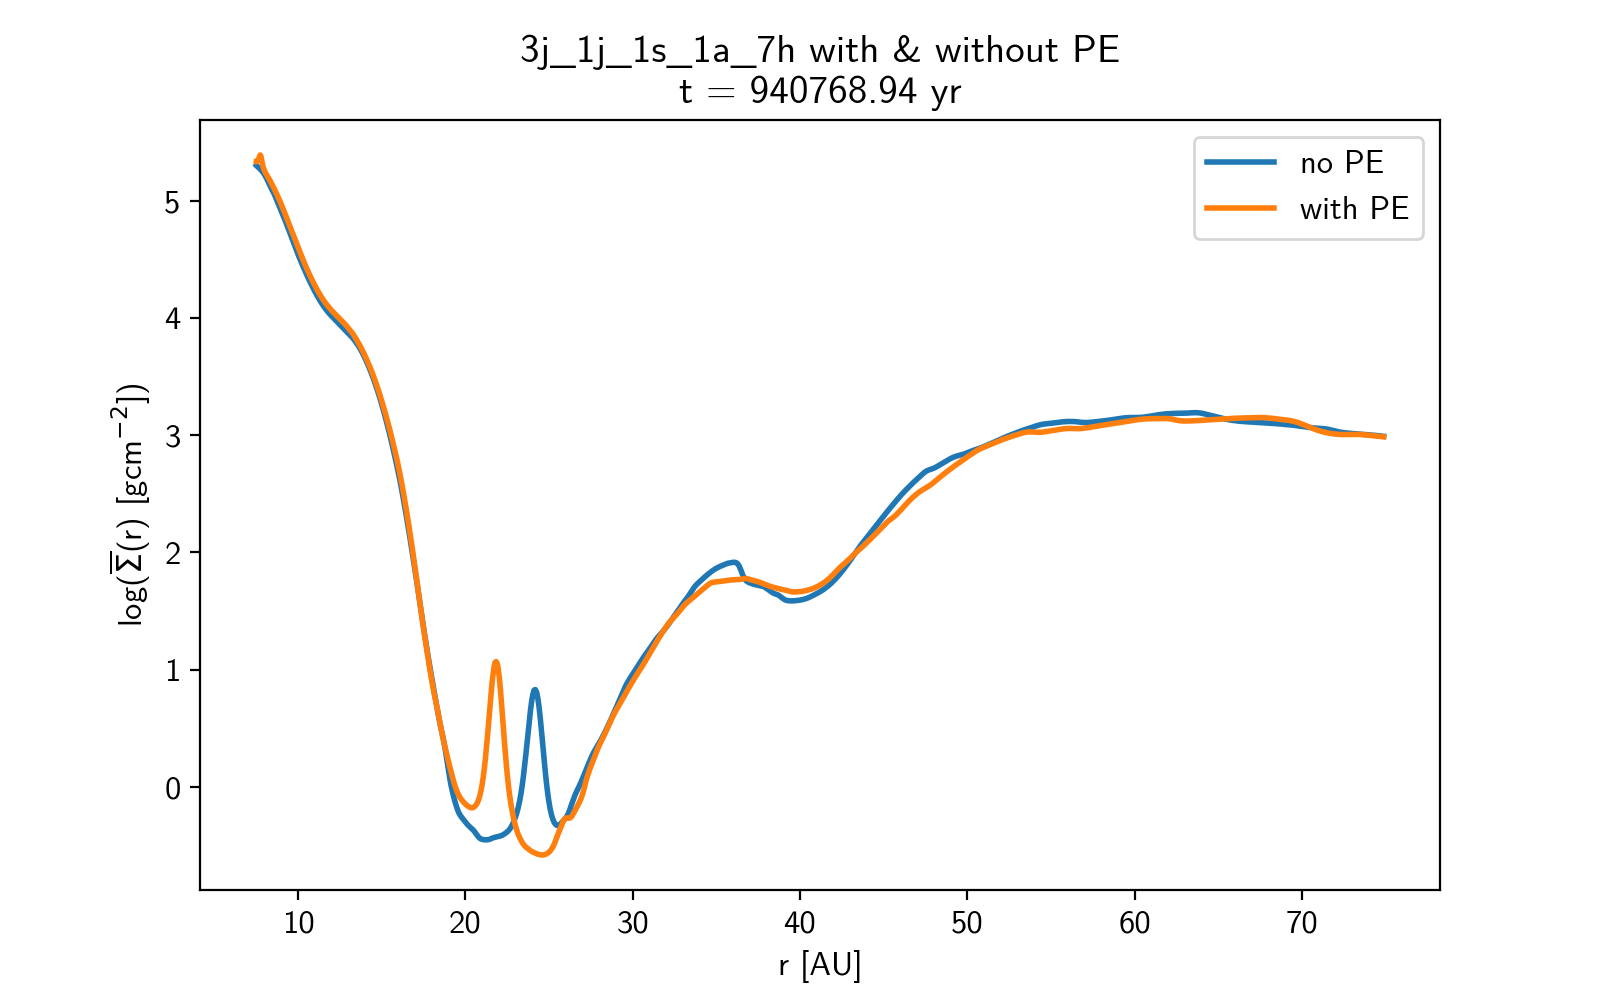 3j_1j_1s_1a_7h with & without PE
t = 940768.94 yr
no PE
with PE
5
4
3
2
1
0
log(Σ̅(r) [gcm⁻²])
10 20 30 40 50 60 70
r [AU]